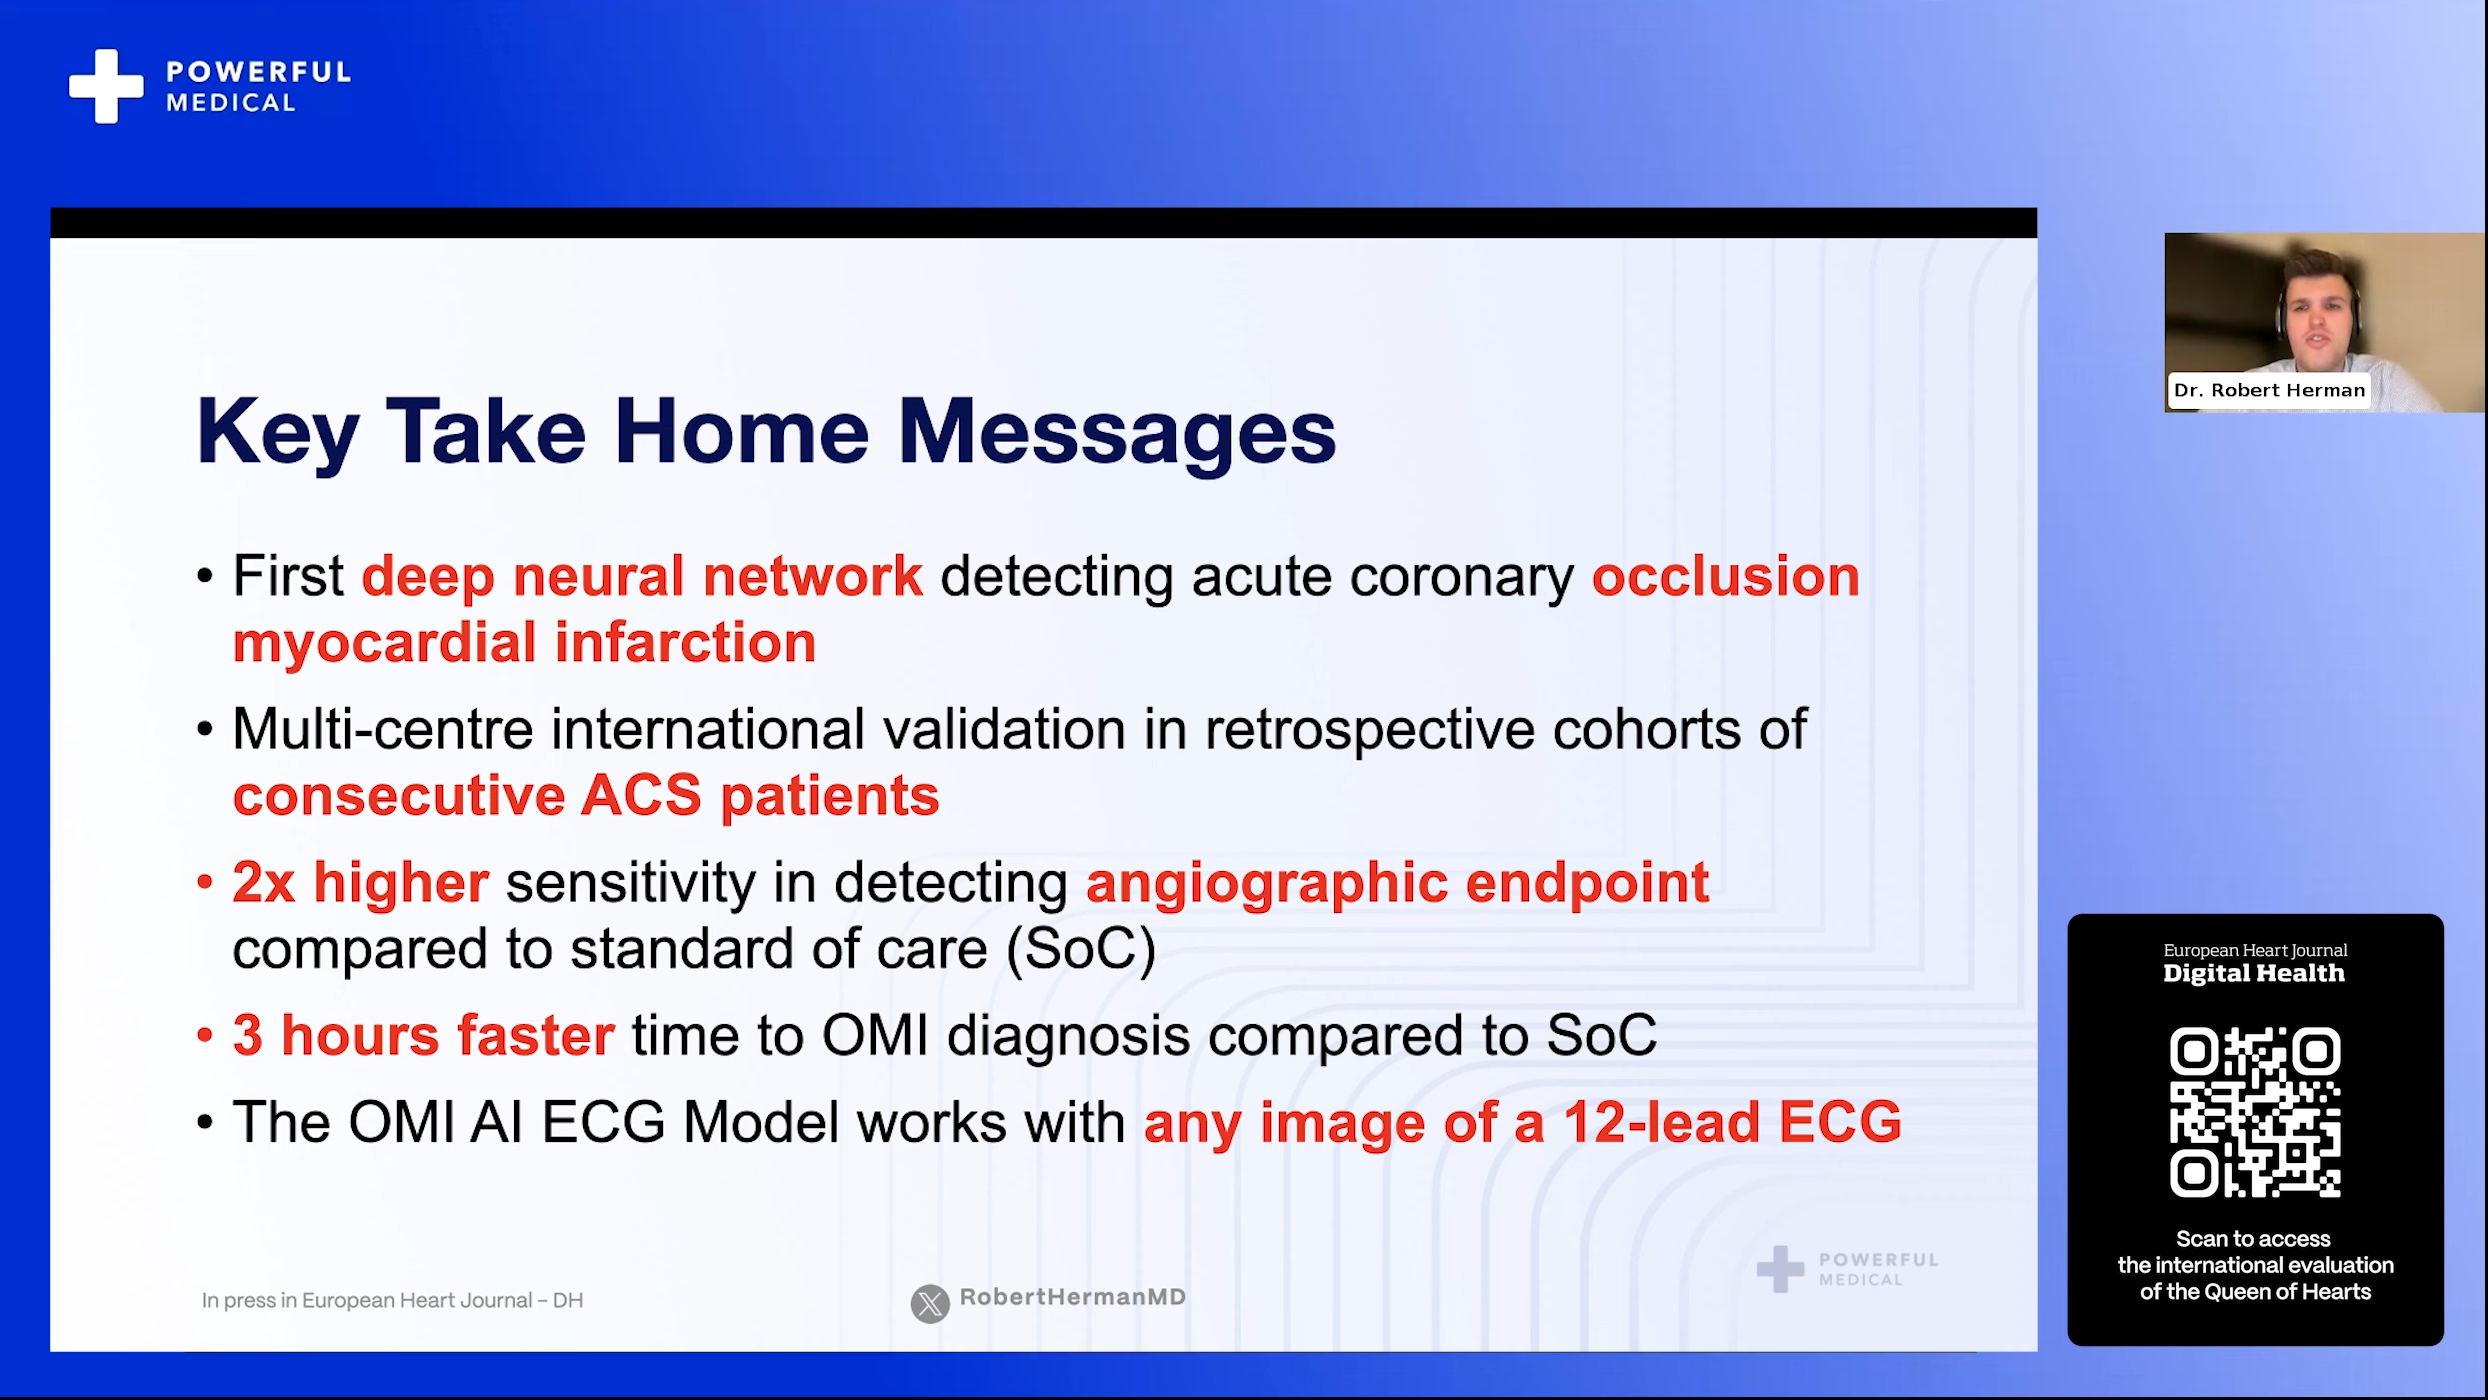 POWERFUL
MEDICAL
Key Take Home Messages
• First deep neural network detecting acute coronary occlusion
myocardial infarction
• Multi-centre international validation in retrospective cohorts of
consecutive ACS patients
• 2x higher sensitivity in detecting angiographic endpoint
compared to standard of care (SoC)
• 3 hours faster time to OMI diagnosis compared to SoC
• The OMI AI ECG Model works with any image of a 12-lead ECG
In press in European Heart Journal – DH
RobertHermanMD
POWERFUL
MEDICAL
Dr. Robert Herman
European Heart Journal
Digital Health
Scan to access
the international evaluation
of the Queen of Hearts